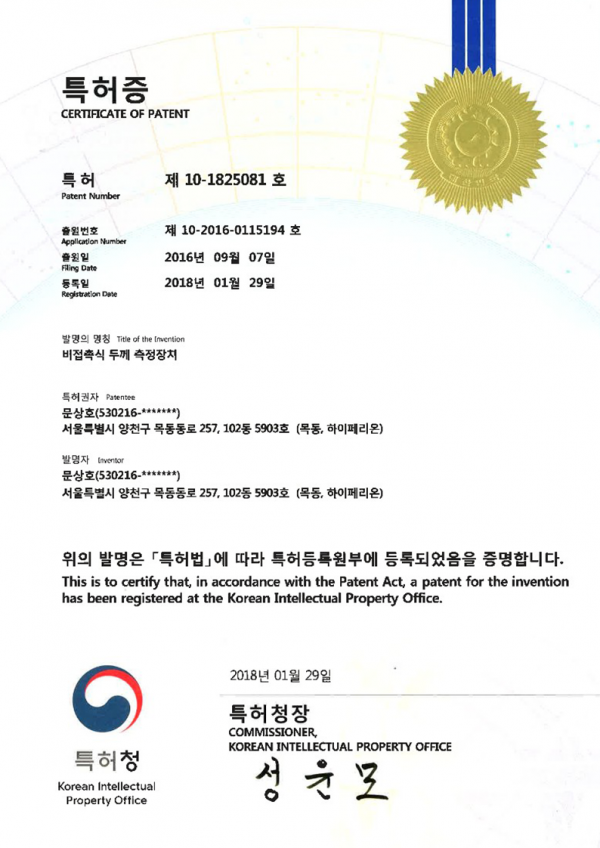 특허증
CERTIFICATE OF PATENT
특허 제 10-1825081 호
Patent Number
출원번호 제 10-2016-0115194 호
Application Number
출원일 2016년 09월 07일
Filing Date
등록일 2018년 01월 29일
Registration Date
발명의 명칭 Title of the Invention
비접촉식 두께 측정장치
특허권자 Patentee
문상호(530216-*******)
서울특별시 양천구 목동동로 257, 102동 5903호 (목동, 하이페리온)
발명자 Inventor
문상호(530216-*******)
서울특별시 양천구 목동동로 257, 102동 5903호 (목동, 하이페리온)
위의 발명은 「특허법」에 따라 특허등록원부에 등록되었음을 증명합니다.
This is to certify that, in accordance with the Patent Act, a patent for the invention
has been registered at the Korean Intellectual Property Office.
2018년 01월 29일
특허청장
COMMISSIONER,
KOREAN INTELLECTUAL PROPERTY OFFICE
성윤모
특허청
Korean Intellectual
Property Office